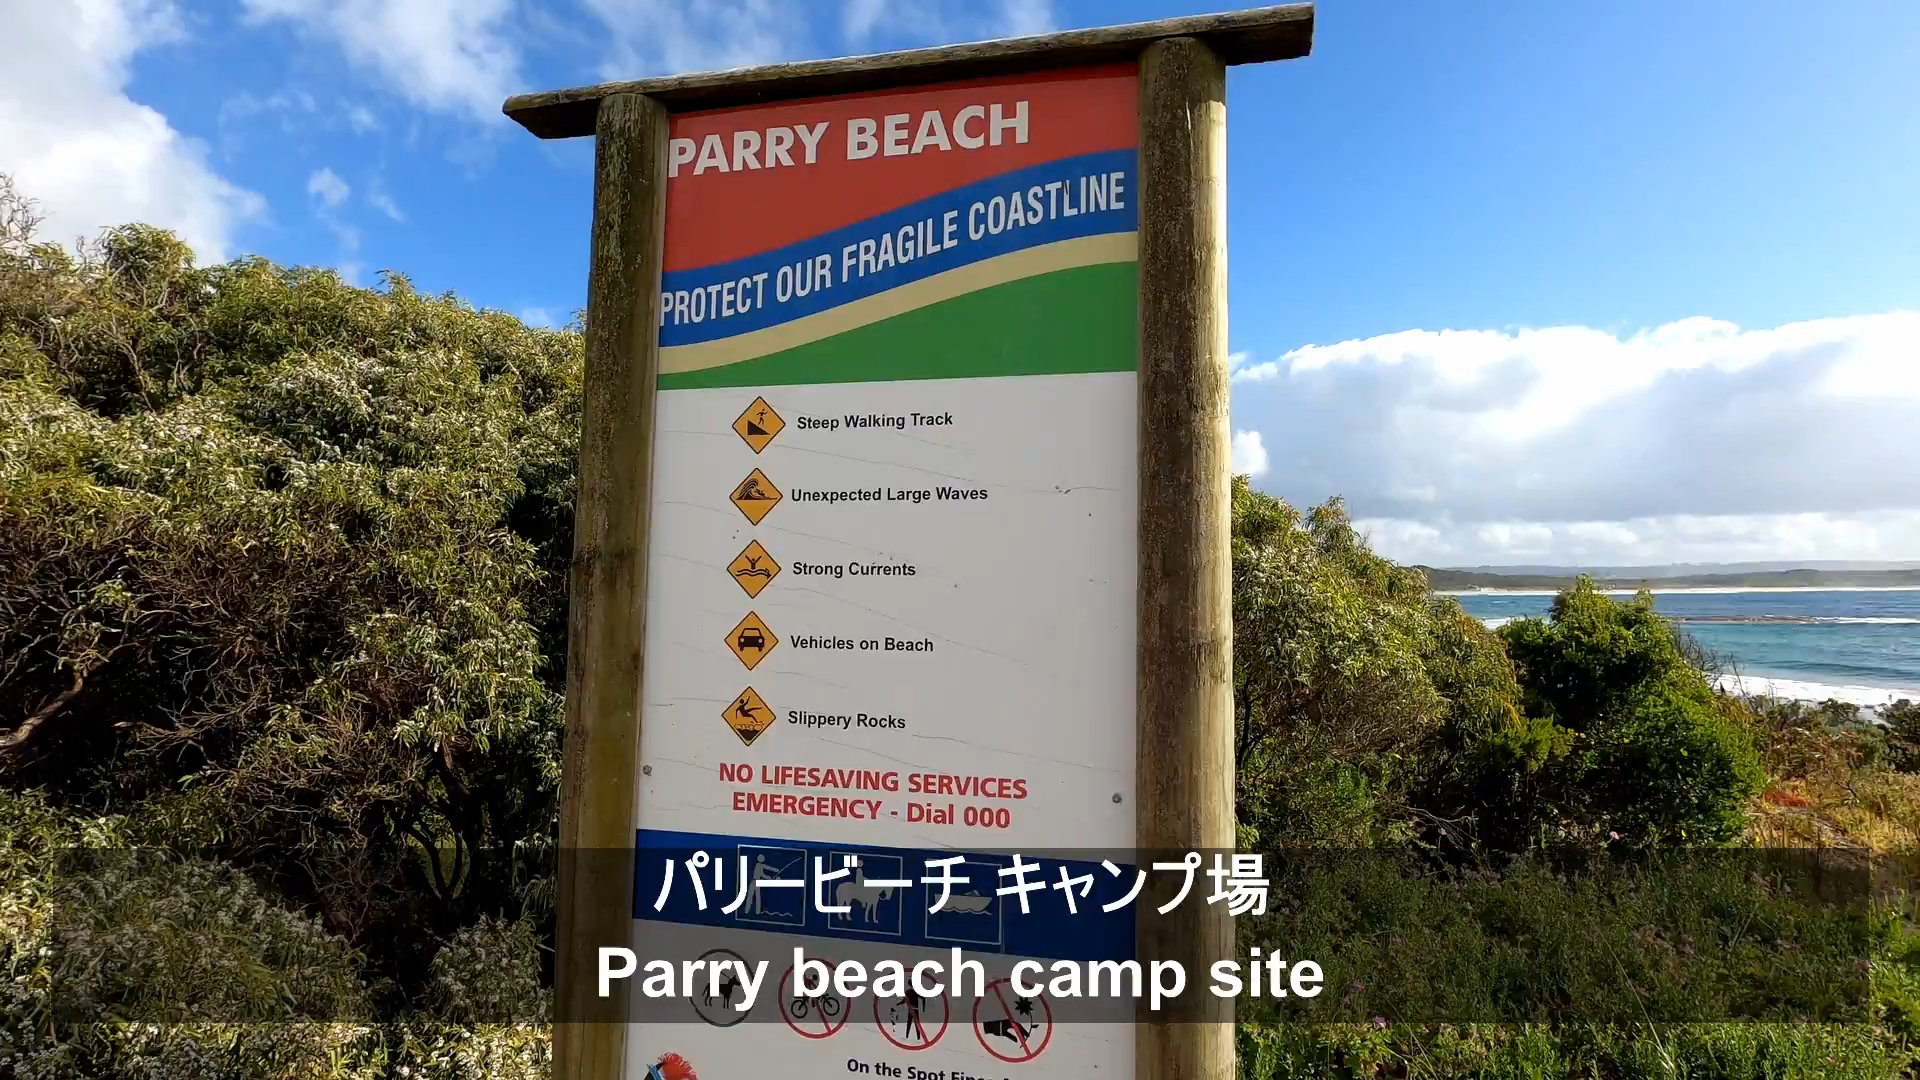 PARRY BEACH
PROTECT OUR FRAGILE COASTLINE
Steep Walking Track
Unexpected Large Waves
Strong Currents
Vehicles on Beach
Slippery Rocks
NO LIFESAVING SERVICES
EMERGENCY - Dial 000
パリービーチ キャンプ場
Parry beach camp site
On the Spot